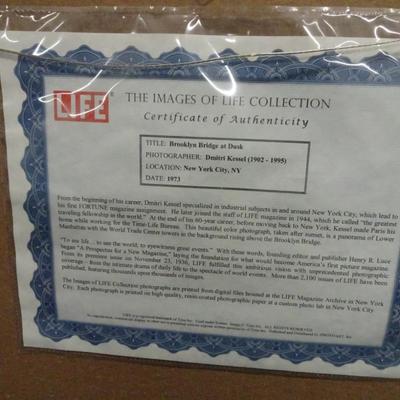 LIFE
THE IMAGES OF LIFE COLLECTION
Certificate of Authenticity
TITLE: Brooklyn Bridge at Dusk
PHOTOGRAPHER: Dmitri Kessel (1902 - 1995)
LOCATION: New York City, NY
DATE: 1973
From the beginning of his career, Dmitri Kessel specialized in industrial subjects in and around New York City, which lead to
his first FORTUNE magazine assignment. He later joined the staff of LIFE magazine in 1944, which he called "the greatest
traveling fellowship in the world." At the end of his 60-year career, before moving back to New York, Kessel made Paris his
home while working for the Time-Life Bureau. This beautiful color photograph, taken after sunset, is a panorama of Lower
Manhattan with the World Trade Center towers in the background rising above the Brooklyn Bridge.
"To see life . . to see the world; to eyewitness great events." With these words, founding editor and publisher Henry R. Luce
began "A Prospectus for a New Magazine," laying the foundation for what would become America's first picture magazine.
From its premiere issue on November 23, 1936, LIFE fulfilled this ambitious vision with unprecedented photographic
coverage - from the intimate drama of daily life to the spectacle of world events. More than 2,100 issues of LIFE have been
published, featuring thousands upon thousands of images.
The Images of LIFE Collection photographs are printed from digital files housed at the LIFE Magazine Archive in New York
City. Each photograph is printed on high quality, resin-coated photographic paper at a custom photo lab in New York City